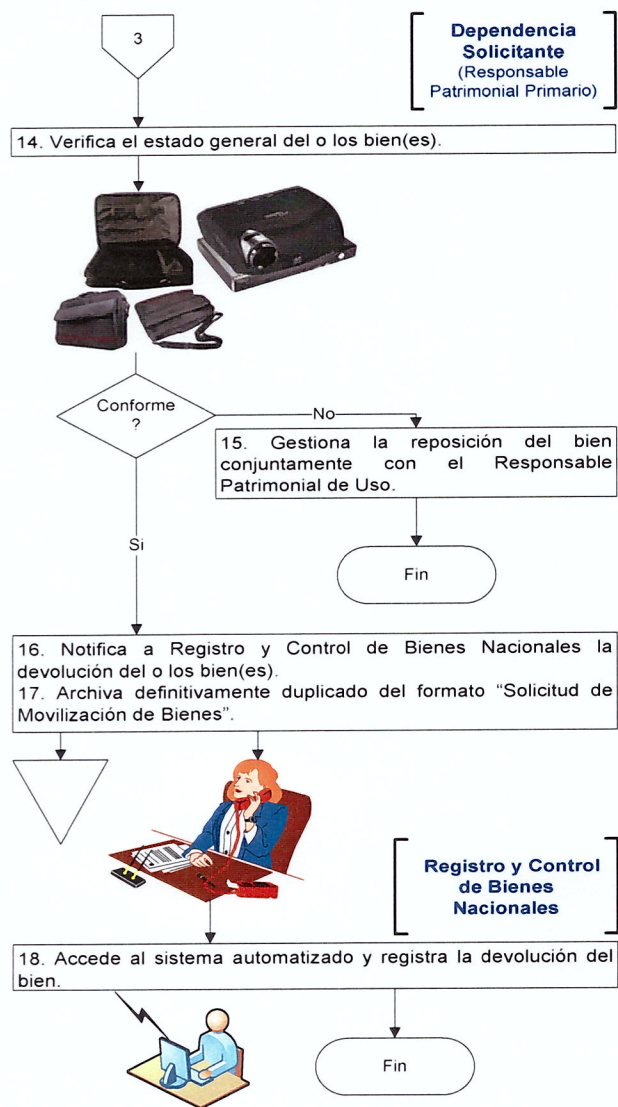 3
Dependencia
Solicitante
(Responsable
Patrimonial Primario)
14. Verifica el estado general del o los bien(es).
Conforme
?
No
15. Gestiona la reposición del bien
conjuntamente con el Responsable
Patrimonial de Uso.
Si
Fin
16. Notifica a Registro y Control de Bienes Nacionales la
devolución del o los bien(es).
17. Archiva definitivamente duplicado del formato “Solicitud de
Movilización de Bienes”.
Registro y Control
de Bienes
Nacionales
18. Accede al sistema automatizado y registra la devolución del
bien.
Fin